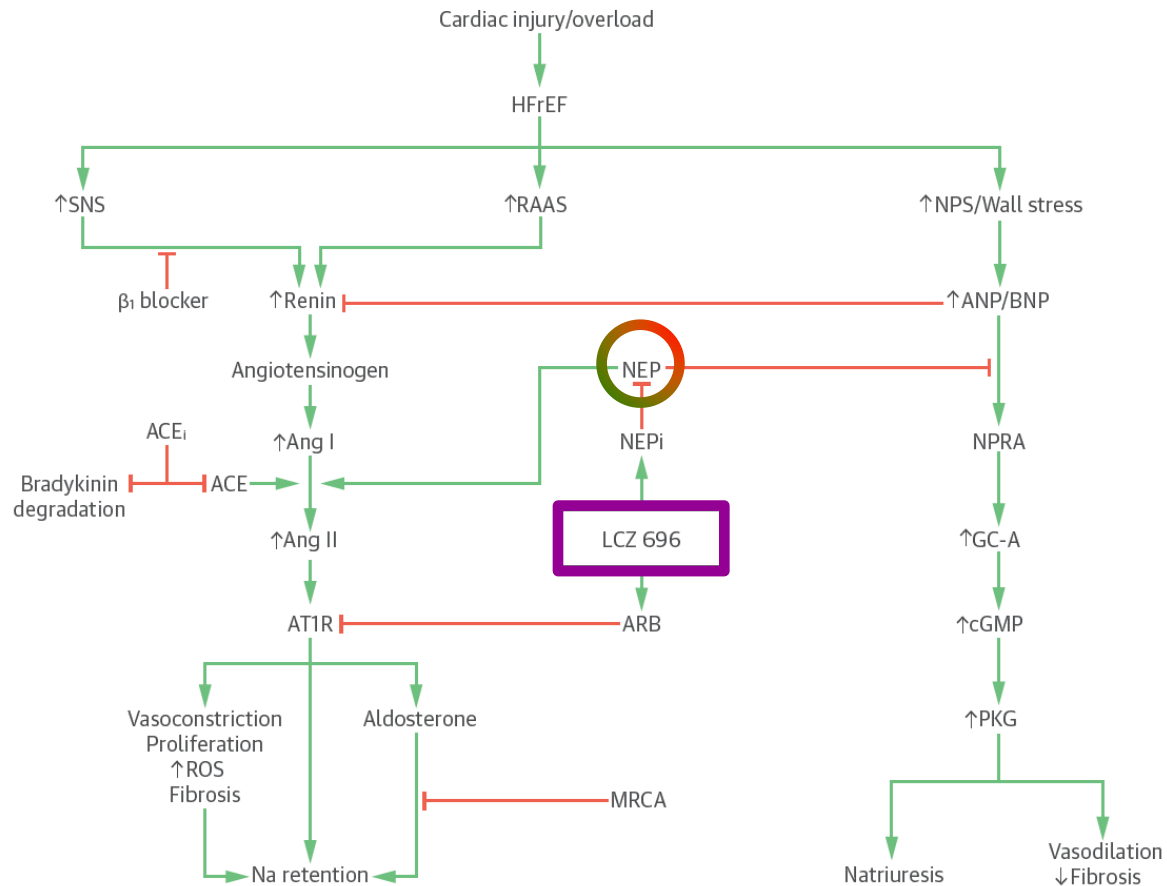 Cardiac injury/overload
HFrEF
↑SNS
↑RAAS
↑NPS/Wall stress
β₁ blocker
↑Renin
↑ANP/BNP
Angiotensinogen
NEP
ACEᵢ
↑Ang I
NEPi
NPRA
Bradykinin
degradation
ACE
↑Ang II
LCZ 696
↑GC-A
AT1R
ARB
↑cGMP
Vasoconstriction
Proliferation
↑ROS
Fibrosis
Aldosterone
↑PKG
MRCA
Na retention
Natriuresis
Vasodilation
↓Fibrosis